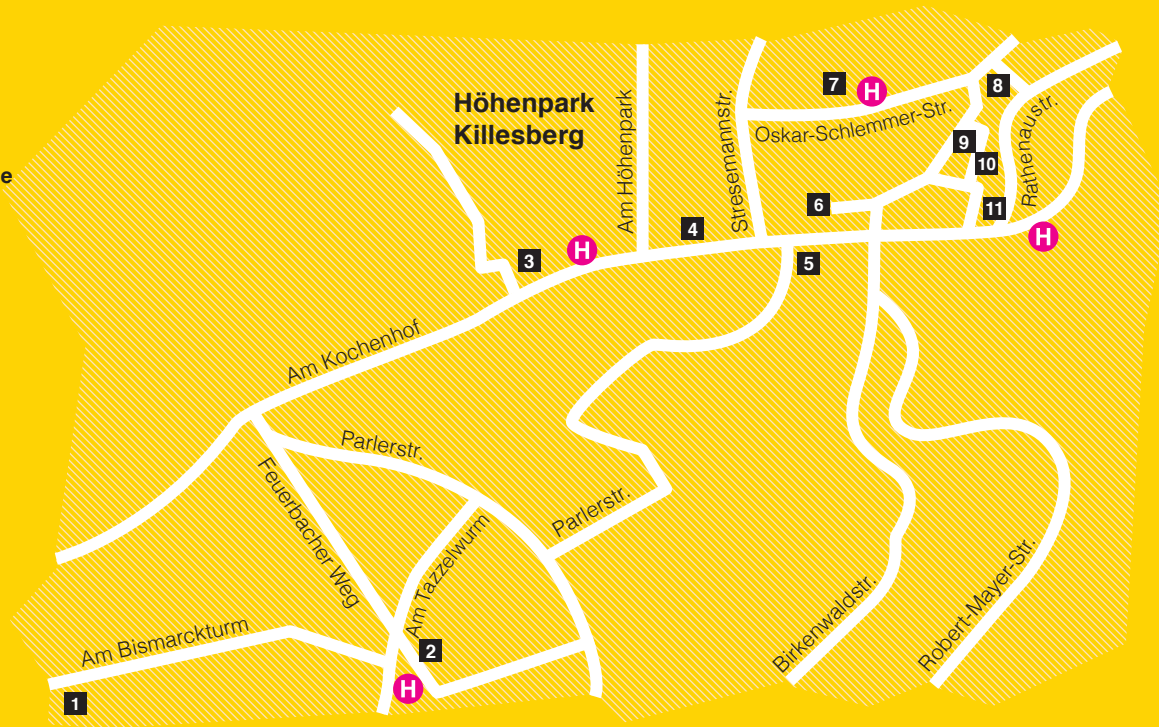 Höhenpark
Killesberg
e
Am Höhenpark
Stresemannstr.
7
H
8
Oskar-Schlemmer-Str.
Rathenaustr.
9
10
6
11
4
H
3
H
5
Am Kochenhof
Parlerstr.
Feuerbacher Weg
Parlerstr.
Am Tazzelwurm
Am Bismarckturm
2
H
1
Birkenwaldstr.
Robert-Mayer-Str.